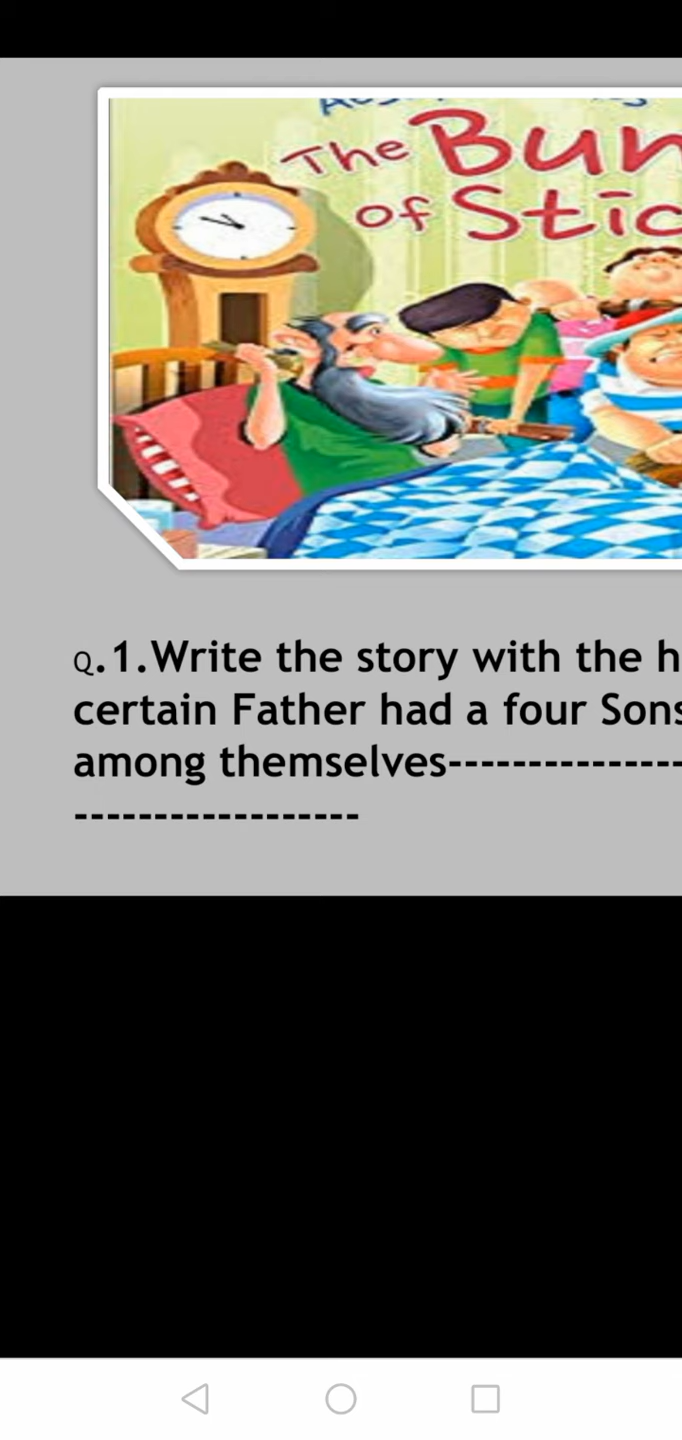 The Bun
of Stic
Q.1.Write the story with the h
certain Father had a four Sons
among themselves---------------
------------------